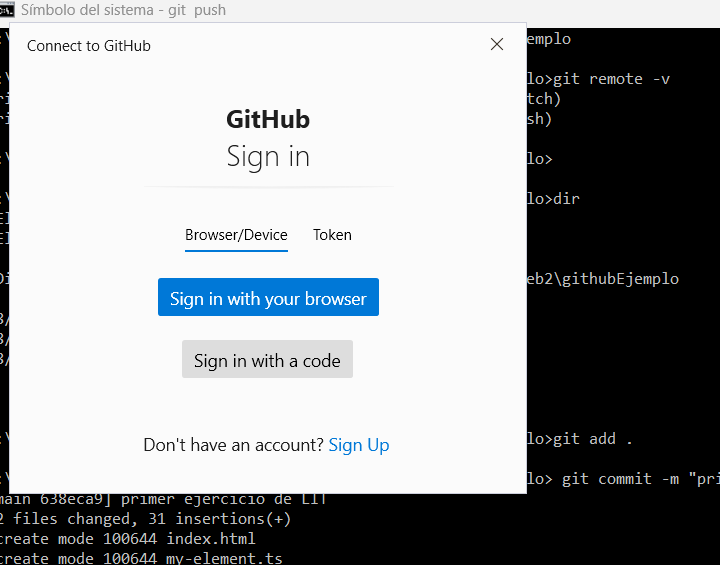 Símbolo del sistema - git push
Connect to GitHub
emplo
lo>git remote -v
tch)
GitHub
sh)
Sign in
lo>
lo>dir
Browser/Device Token
eb2\githubEjemplo
Sign in with your browser
Sign in with a code
lo>git add .
Don't have an account? Sign Up
lo> git commit -m "pri
main 638eca9] primer ejercicio de LIT
2 files changed, 31 insertions(+)
create mode 100644 index.html
create mode 100644 my-element.ts